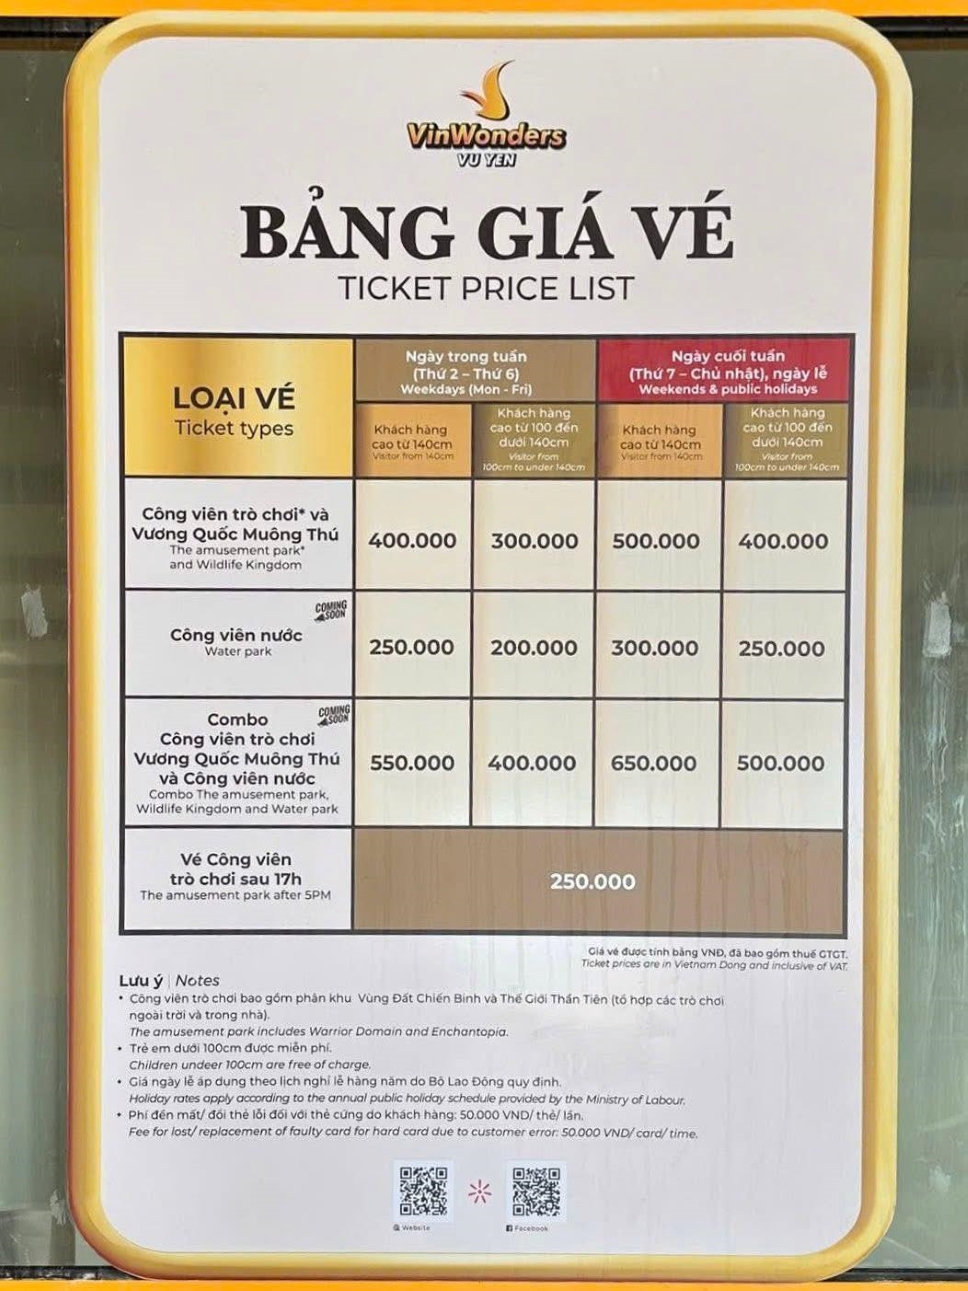 VinWonders
VU YEN
BẢNG GIÁ VÉ
TICKET PRICE LIST
LOẠI VÉ
Ticket types
Ngày trong tuần
(Thứ 2 – Thứ 6)
Weekdays (Mon - Fri)
Ngày cuối tuần
(Thứ 7 – Chủ nhật), ngày lễ
Weekends & public holidays
Khách hàng
cao từ 140cm
Visitor from 140cm
Khách hàng
cao từ 100 đến
dưới 140cm
Visitor from
100cm to under 140cm
Khách hàng
cao từ 140cm
Visitor from 140cm
Khách hàng
cao từ 100 đến
dưới 140cm
Visitor from
100cm to under 140cm
Công viên trò chơi* và
Vương Quốc Muông Thú
The amusement park*
and Wildlife Kingdom
400.000 300.000 500.000 400.000
COMING
SOON
Công viên nước
Water park
250.000 200.000 300.000 250.000
COMING
SOON
Combo
Công viên trò chơi
Vương Quốc Muông Thú
và Công viên nước
Combo The amusement park,
Wildlife Kingdom and Water park
550.000 400.000 650.000 500.000
Vé Công viên
trò chơi sau 17h
The amusement park after 5PM
250.000
Giá vé được tính bằng VNĐ, đã bao gồm thuế GTGT.
Ticket prices are in Vietnam Dong and inclusive of VAT.
Lưu ý | Notes
• Công viên trò chơi bao gồm phân khu Vùng Đất Chiến Binh và Thế Giới Thần Tiên (tổ hợp các trò chơi
ngoài trời và trong nhà).
The amusement park includes Warrior Domain and Enchantopia.
• Trẻ em dưới 100cm được miễn phí.
Children undeer 100cm are free of charge.
• Giá ngày lễ áp dụng theo lịch nghỉ lễ hàng năm do Bộ Lao Động quy định.
Holiday rates apply according to the annual public holiday schedule provided by the Ministry of Labour.
• Phí đền mất/ đổi thẻ lỗi đối với thẻ cứng do khách hàng: 50.000 VND/ thẻ/ lần.
Fee for lost/ replacement of faulty card for hard card due to customer error: 50.000 VND/ card/ time.
Website
Facebook